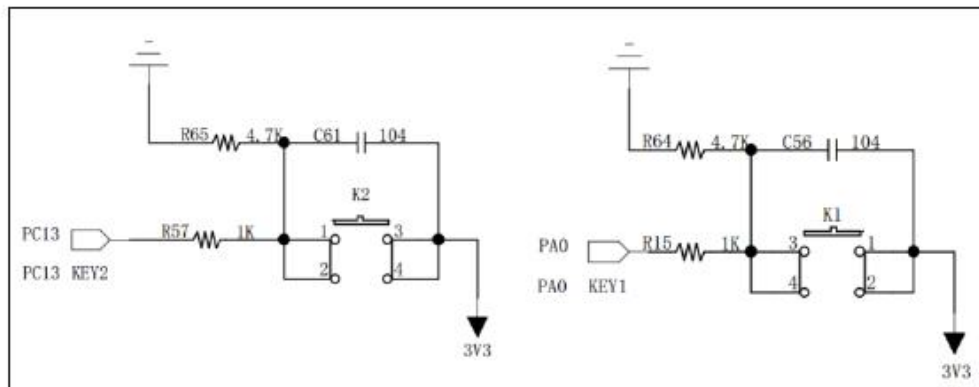 R65 4.7K C61 104
K2
PC13 R57 1K 1 3
2 4
PC13 KEY2
3V3
R64 4.7K C56 104
K1
PA0 R15 1K 3 1
4 2
PA0 KEY1
3V3